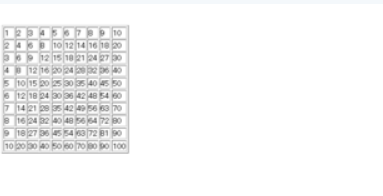 1 2 3 4 5 6 7 8 9 10
2 4 6 8 10 12 14 16 18 20
3 6 9 12 15 18 21 24 27 30
4 8 12 16 20 24 28 32 36 40
5 10 15 20 25 30 35 40 45 50
6 12 18 24 30 36 42 48 54 60
7 14 21 28 35 42 49 56 63 70
8 16 24 32 40 48 56 64 72 80
9 18 27 36 45 54 63 72 81 90
10 20 30 40 50 60 70 80 90 100